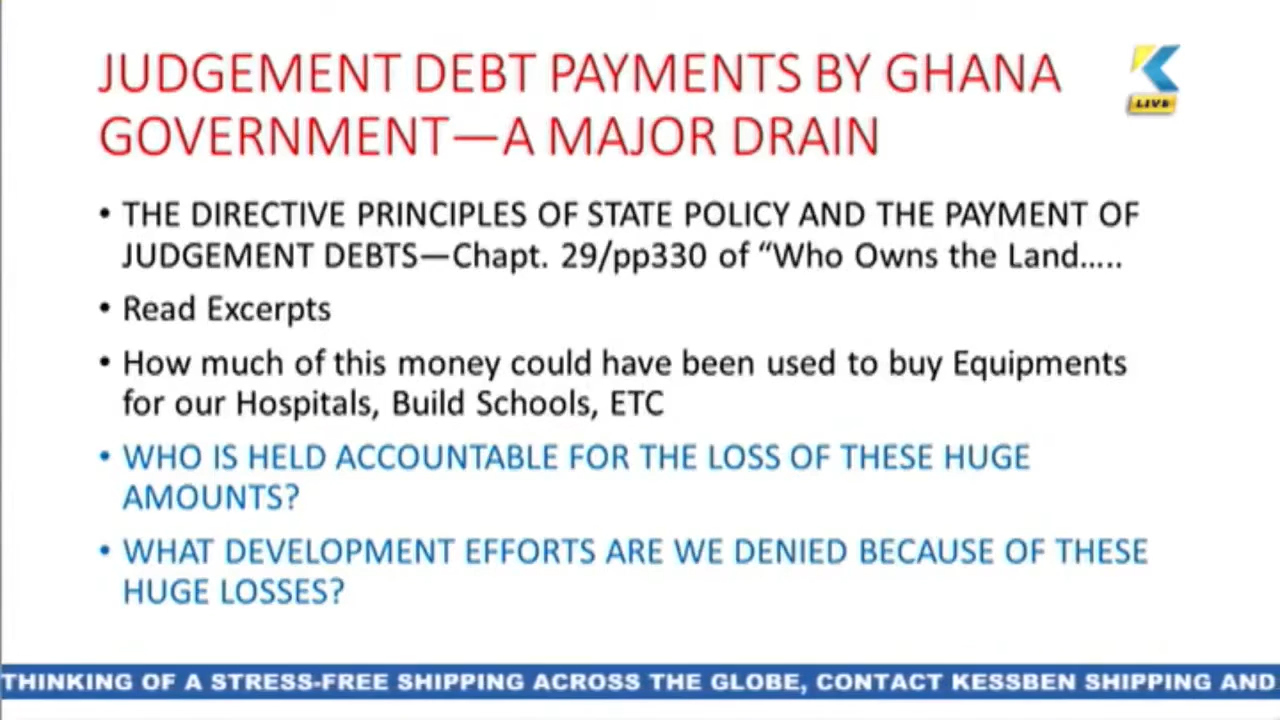 JUDGEMENT DEBT PAYMENTS BY GHANA
GOVERNMENT—A MAJOR DRAIN
LIVE
• THE DIRECTIVE PRINCIPLES OF STATE POLICY AND THE PAYMENT OF
JUDGEMENT DEBTS—Chapt. 29/pp330 of “Who Owns the Land…..
• Read Excerpts
• How much of this money could have been used to buy Equipments
for our Hospitals, Build Schools, ETC
• WHO IS HELD ACCOUNTABLE FOR THE LOSS OF THESE HUGE
AMOUNTS?
• WHAT DEVELOPMENT EFFORTS ARE WE DENIED BECAUSE OF THESE
HUGE LOSSES?
THINKING OF A STRESS-FREE SHIPPING ACROSS THE GLOBE, CONTACT KESSBEN SHIPPING AND